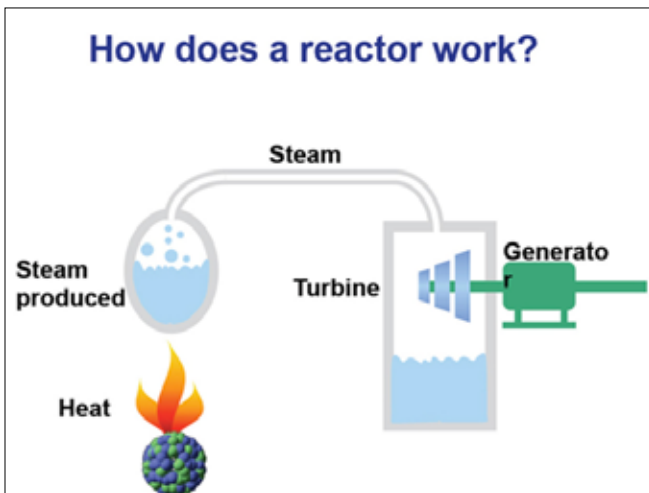 How does a reactor work?
Steam
Steam
produced
Turbine
Generato
r
Heat